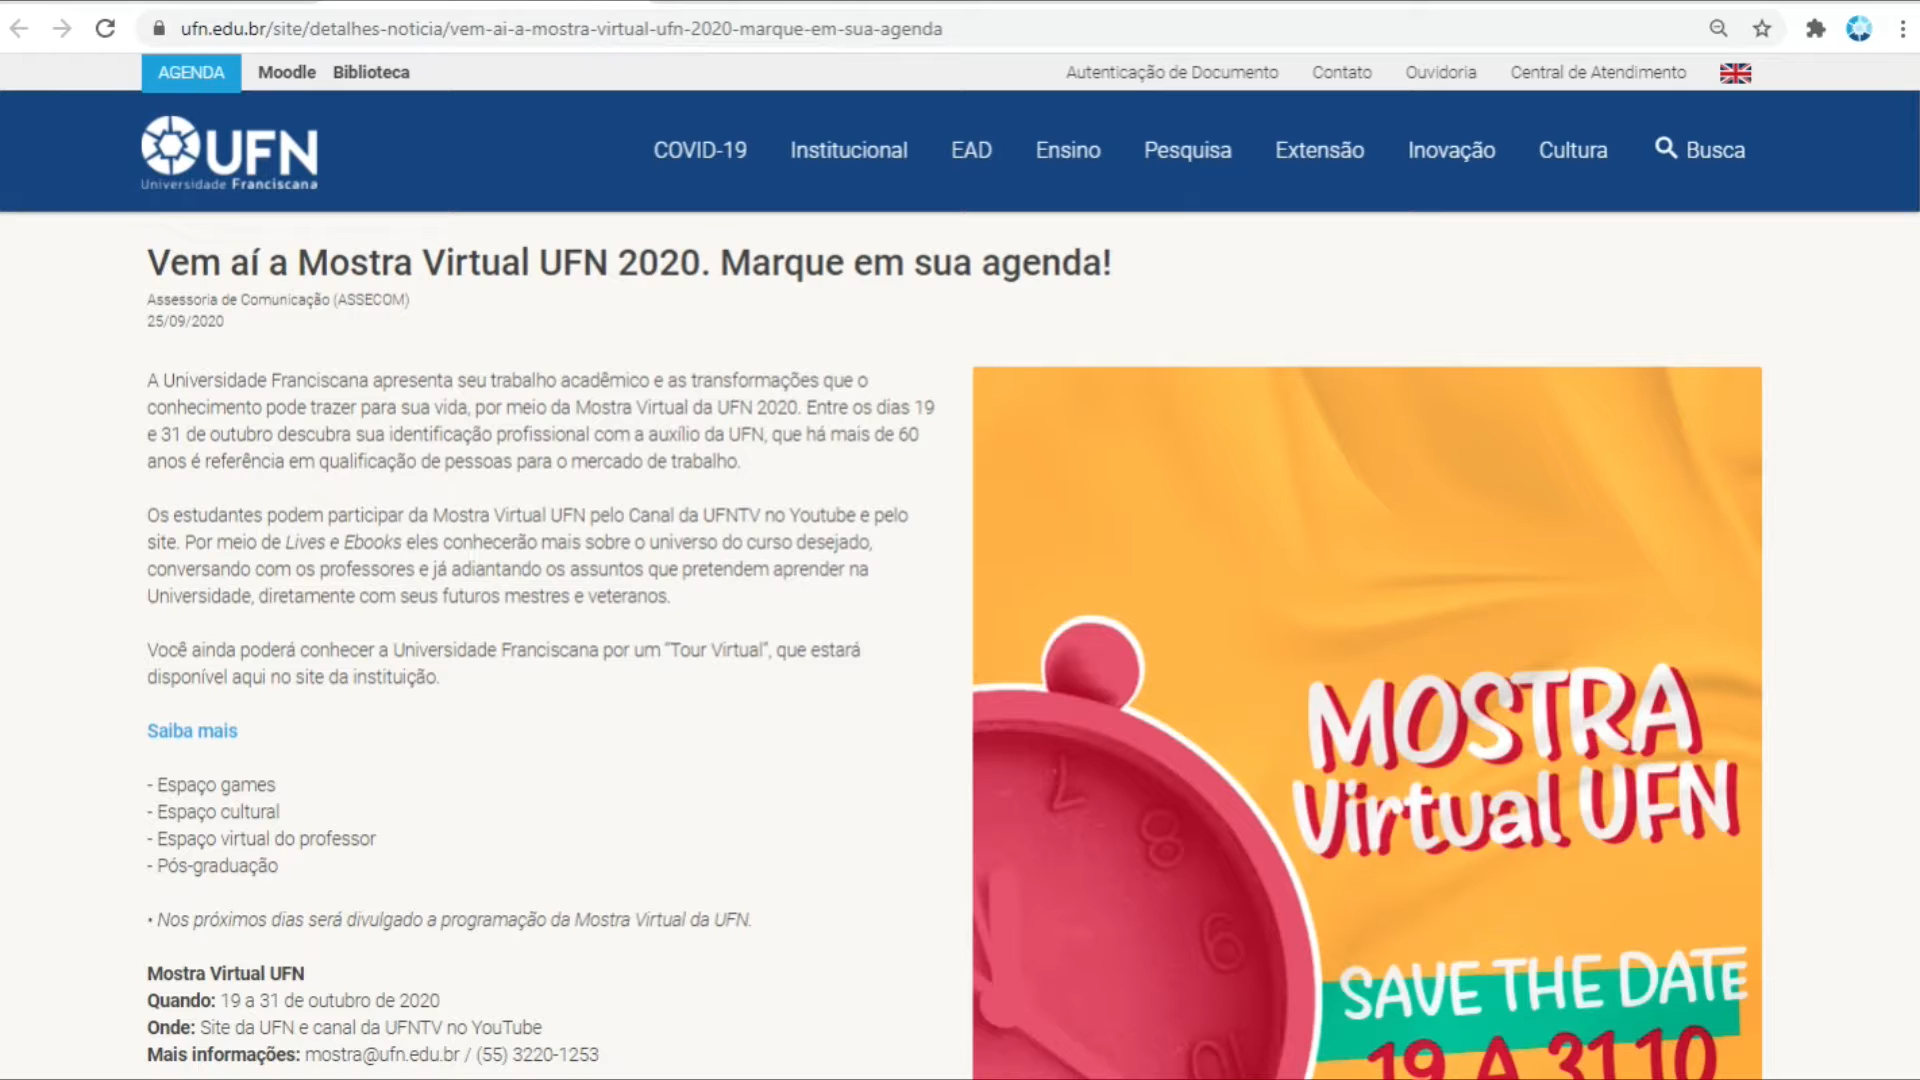 ufn.edu.br/site/detalhes-noticia/vem-ai-a-mostra-virtual-ufn-2020-marque-em-sua-agenda
AGENDA Moodle Biblioteca Autenticação de Documento Contato Ouvidoria Central de Atendimento
UFN
Universidade Franciscana
COVID-19 Institucional EAD Ensino Pesquisa Extensão Inovação Cultura Busca
Vem aí a Mostra Virtual UFN 2020. Marque em sua agenda!
Assessoria de Comunicação (ASSECOM)
25/09/2020
A Universidade Franciscana apresenta seu trabalho acadêmico e as transformações que o
conhecimento pode trazer para sua vida, por meio da Mostra Virtual da UFN 2020. Entre os dias 19
e 31 de outubro descubra sua identificação profissional com a auxílio da UFN, que há mais de 60
anos é referência em qualificação de pessoas para o mercado de trabalho.
Os estudantes podem participar da Mostra Virtual UFN pelo Canal da UFNTV no Youtube e pelo
site. Por meio de Lives e Ebooks eles conhecerão mais sobre o universo do curso desejado,
conversando com os professores e já adiantando os assuntos que pretendem aprender na
Universidade, diretamente com seus futuros mestres e veteranos.
Você ainda poderá conhecer a Universidade Franciscana por um “Tour Virtual”, que estará
disponível aqui no site da instituição.
Saiba mais
- Espaço games
- Espaço cultural
- Espaço virtual do professor
- Pós-graduação
• Nos próximos dias será divulgado a programação da Mostra Virtual da UFN.
Mostra Virtual UFN
Quando: 19 a 31 de outubro de 2020
Onde: Site da UFN e canal da UFNTV no YouTube
Mais informações: mostra@ufn.edu.br / (55) 3220-1253
MOSTRA
Virtual UFN
SAVE THE DATE
19 A 31 10
7
8
9
10